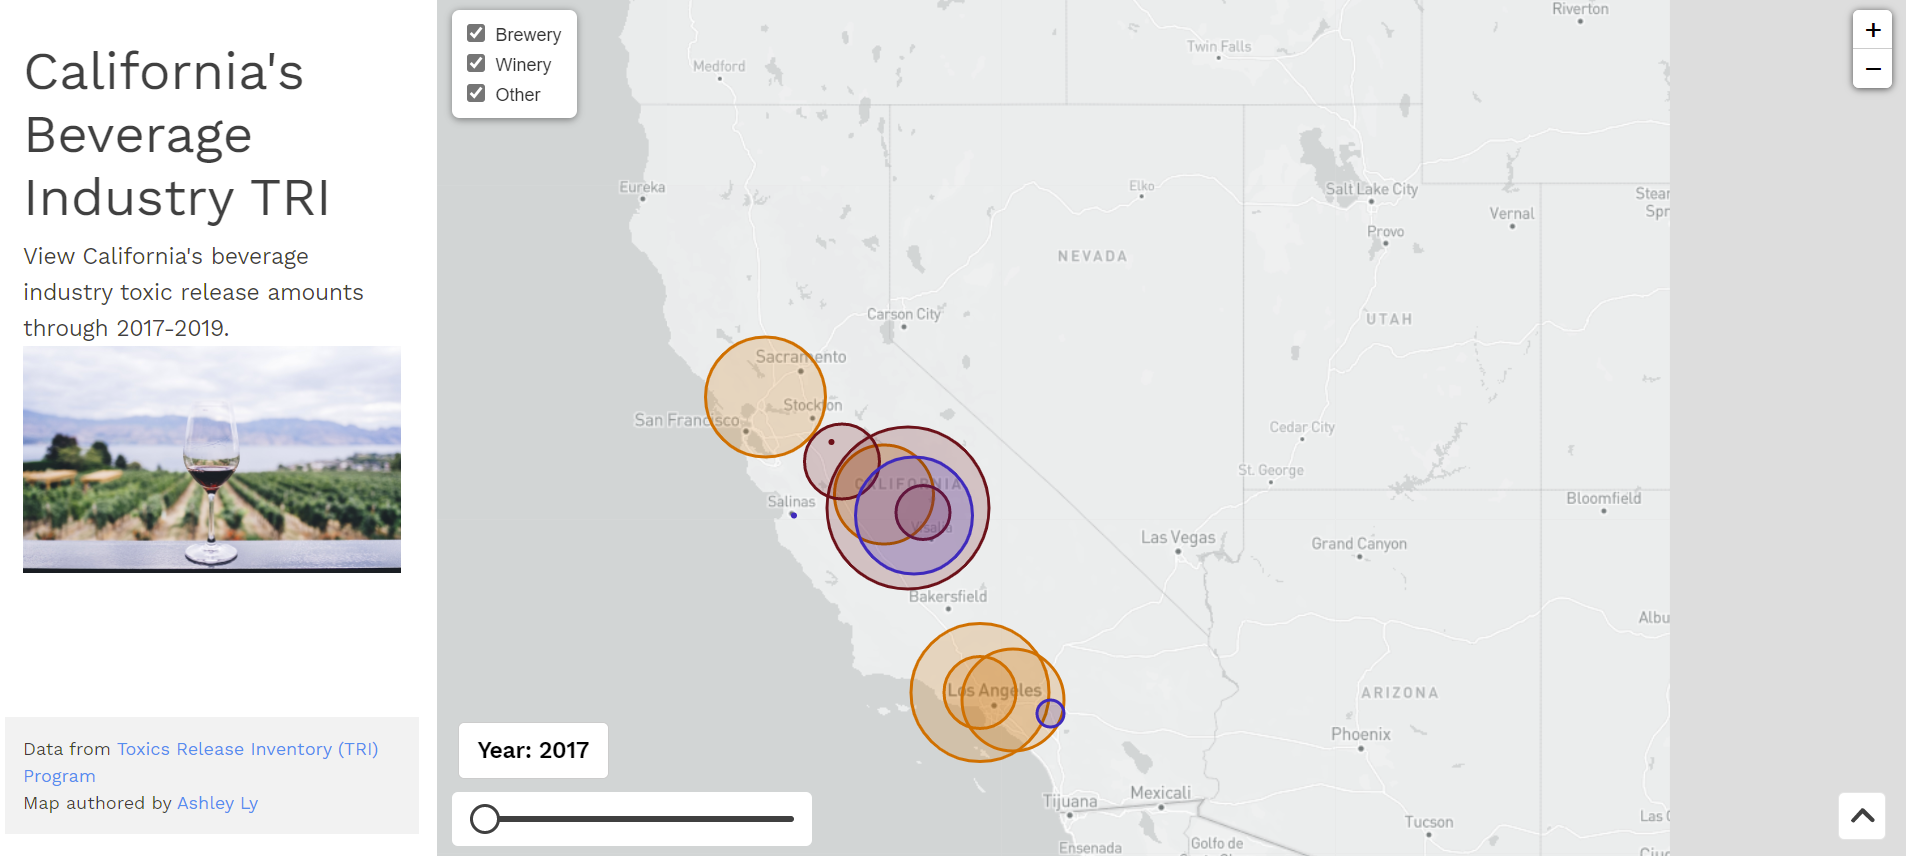 California's
Beverage
Industry TRI
View California's beverage
industry toxic release amounts
through 2017-2019.
Data from Toxics Release Inventory (TRI)
Program
Map authored by Ashley Ly
Brewery
Winery
Other
+
−
Riverton
Twin Falls
Medford
Eureka
Elko
Salt Lake City
Stear
Spr
Vernal
Provo
NEVADA
Carson City
UTAH
Sacramento
Stockton
San Francisco
Cedar City
St. George
CALIFORNIA
Salinas
Bloomfield
Visalia
Las Vegas
Grand Canyon
Bakersfield
Albu
Los Angeles
ARIZONA
Phoenix
Year: 2017
Mexicali
Tijuana
Tucson
Las C
Ensenada
Golfo de